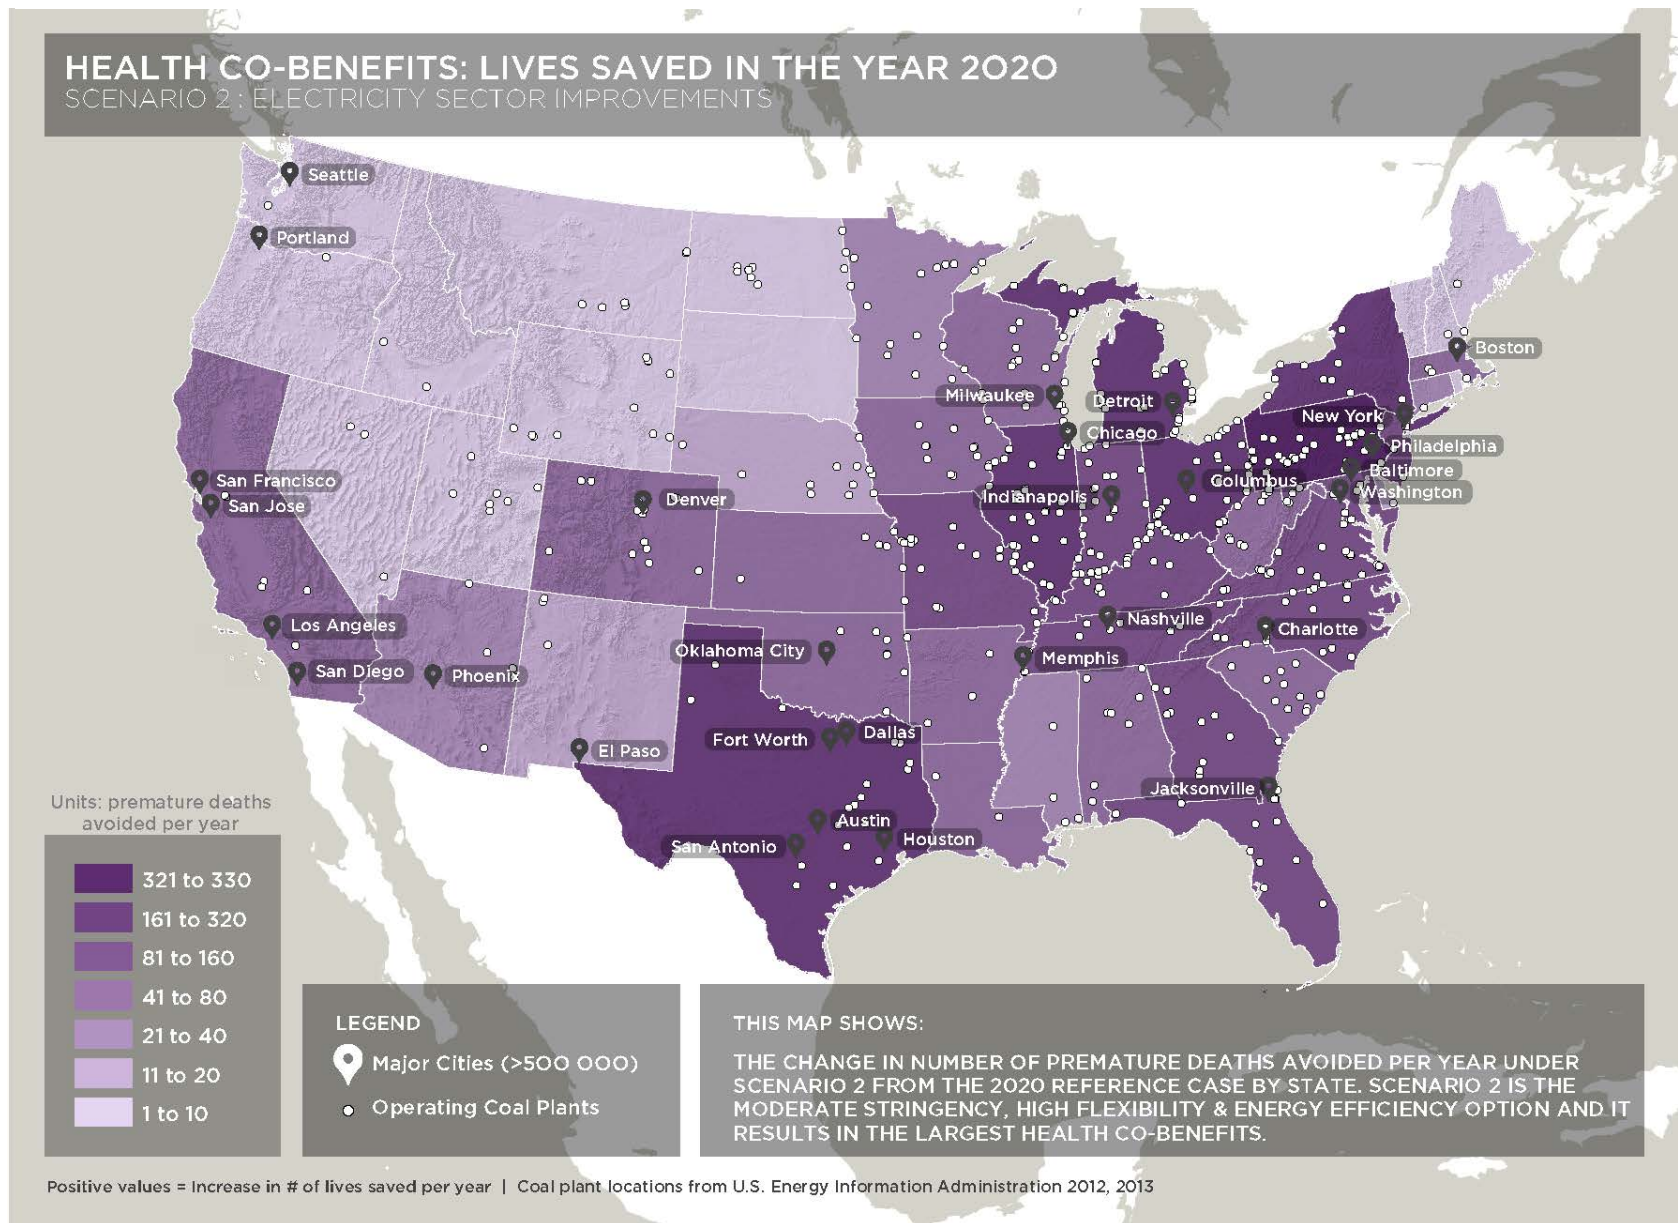 HEALTH CO-BENEFITS: LIVES SAVED IN THE YEAR 2020
SCENARIO 2 : ELECTRICITY SECTOR IMPROVEMENTS
Seattle
Portland
Boston
Milwaukee
Detroit
New York
Chicago
Philadelphia
Baltimore
San Francisco
Columbus
Washington
Denver
Indianapolis
San Jose
Los Angeles
Nashville
Charlotte
Oklahoma City
Memphis
San Diego
Phoenix
Fort Worth
Dallas
El Paso
Jacksonville
Austin
San Antonio
Houston
Units: premature deaths
avoided per year
321 to 330
161 to 320
81 to 160
41 to 80
21 to 40
11 to 20
1 to 10
LEGEND
Major Cities (>500 000)
Operating Coal Plants
THIS MAP SHOWS:
THE CHANGE IN NUMBER OF PREMATURE DEATHS AVOIDED PER YEAR UNDER
SCENARIO 2 FROM THE 2020 REFERENCE CASE BY STATE. SCENARIO 2 IS THE
MODERATE STRINGENCY, HIGH FLEXIBILITY & ENERGY EFFICIENCY OPTION AND IT
RESULTS IN THE LARGEST HEALTH CO-BENEFITS.
Positive values = Increase in # of lives saved per year | Coal plant locations from U.S. Energy Information Administration 2012, 2013